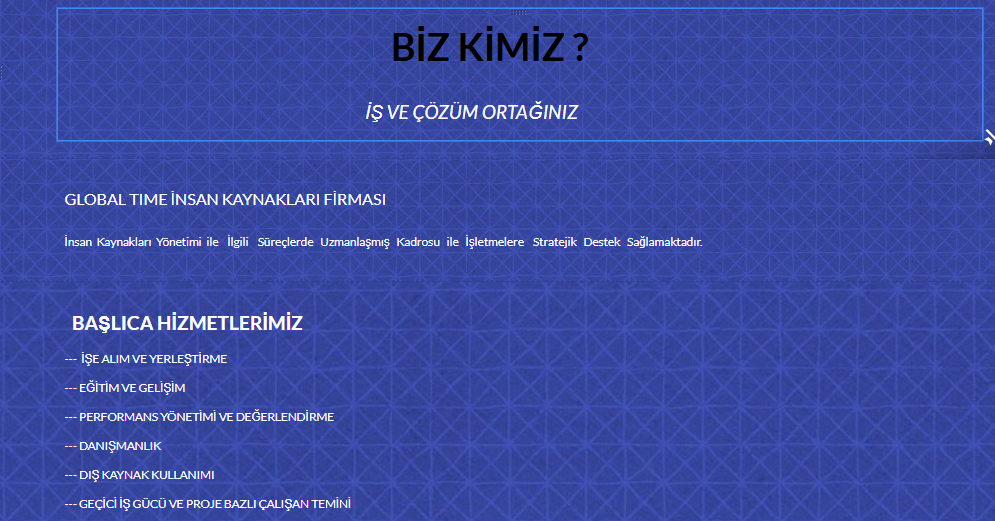 BİZ KİMİZ ?
İŞ VE ÇÖZÜM ORTAĞINIZ
GLOBAL TIME İNSAN KAYNAKLARI FİRMASI
İnsan Kaynakları Yönetimi ile İlgili Süreçlerde Uzmanlaşmış Kadrosu ile İşletmelere Stratejik Destek Sağlamaktadır.
BAŞLICA HİZMETLERİMİZ
--- İŞE ALIM VE YERLEŞTİRME
--- EĞİTİM VE GELİŞİM
--- PERFORMANS YÖNETİMİ VE DEĞERLENDİRME
--- DANIŞMANLIK
--- DIŞ KAYNAK KULLANIMI
--- GEÇİCİ İŞ GÜCÜ VE PROJE BAZLI ÇALIŞAN TEMİNİ